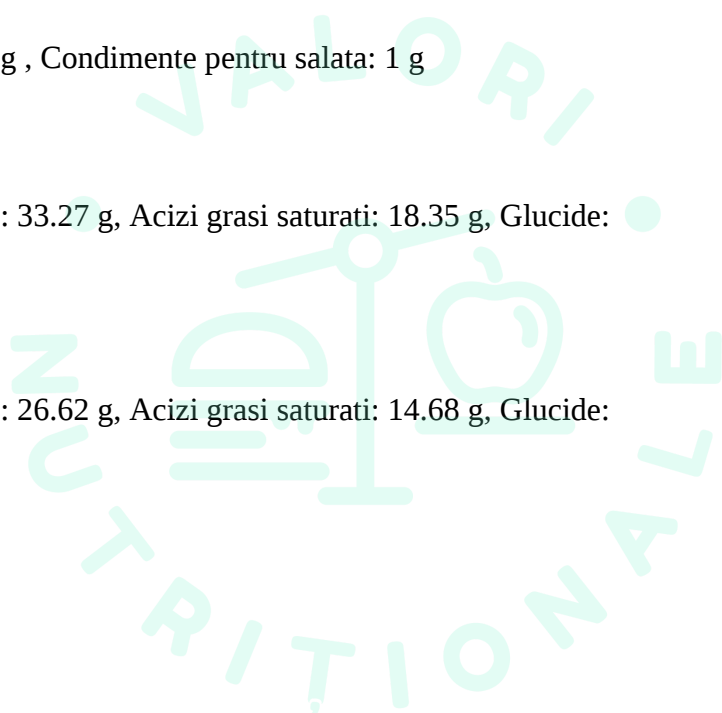 g , Condimente pentru salata: 1 g
: 33.27 g, Acizi grasi saturati: 18.35 g, Glucide:
: 26.62 g, Acizi grasi saturati: 14.68 g, Glucide:
VALORI
NUTRIȚIONALE